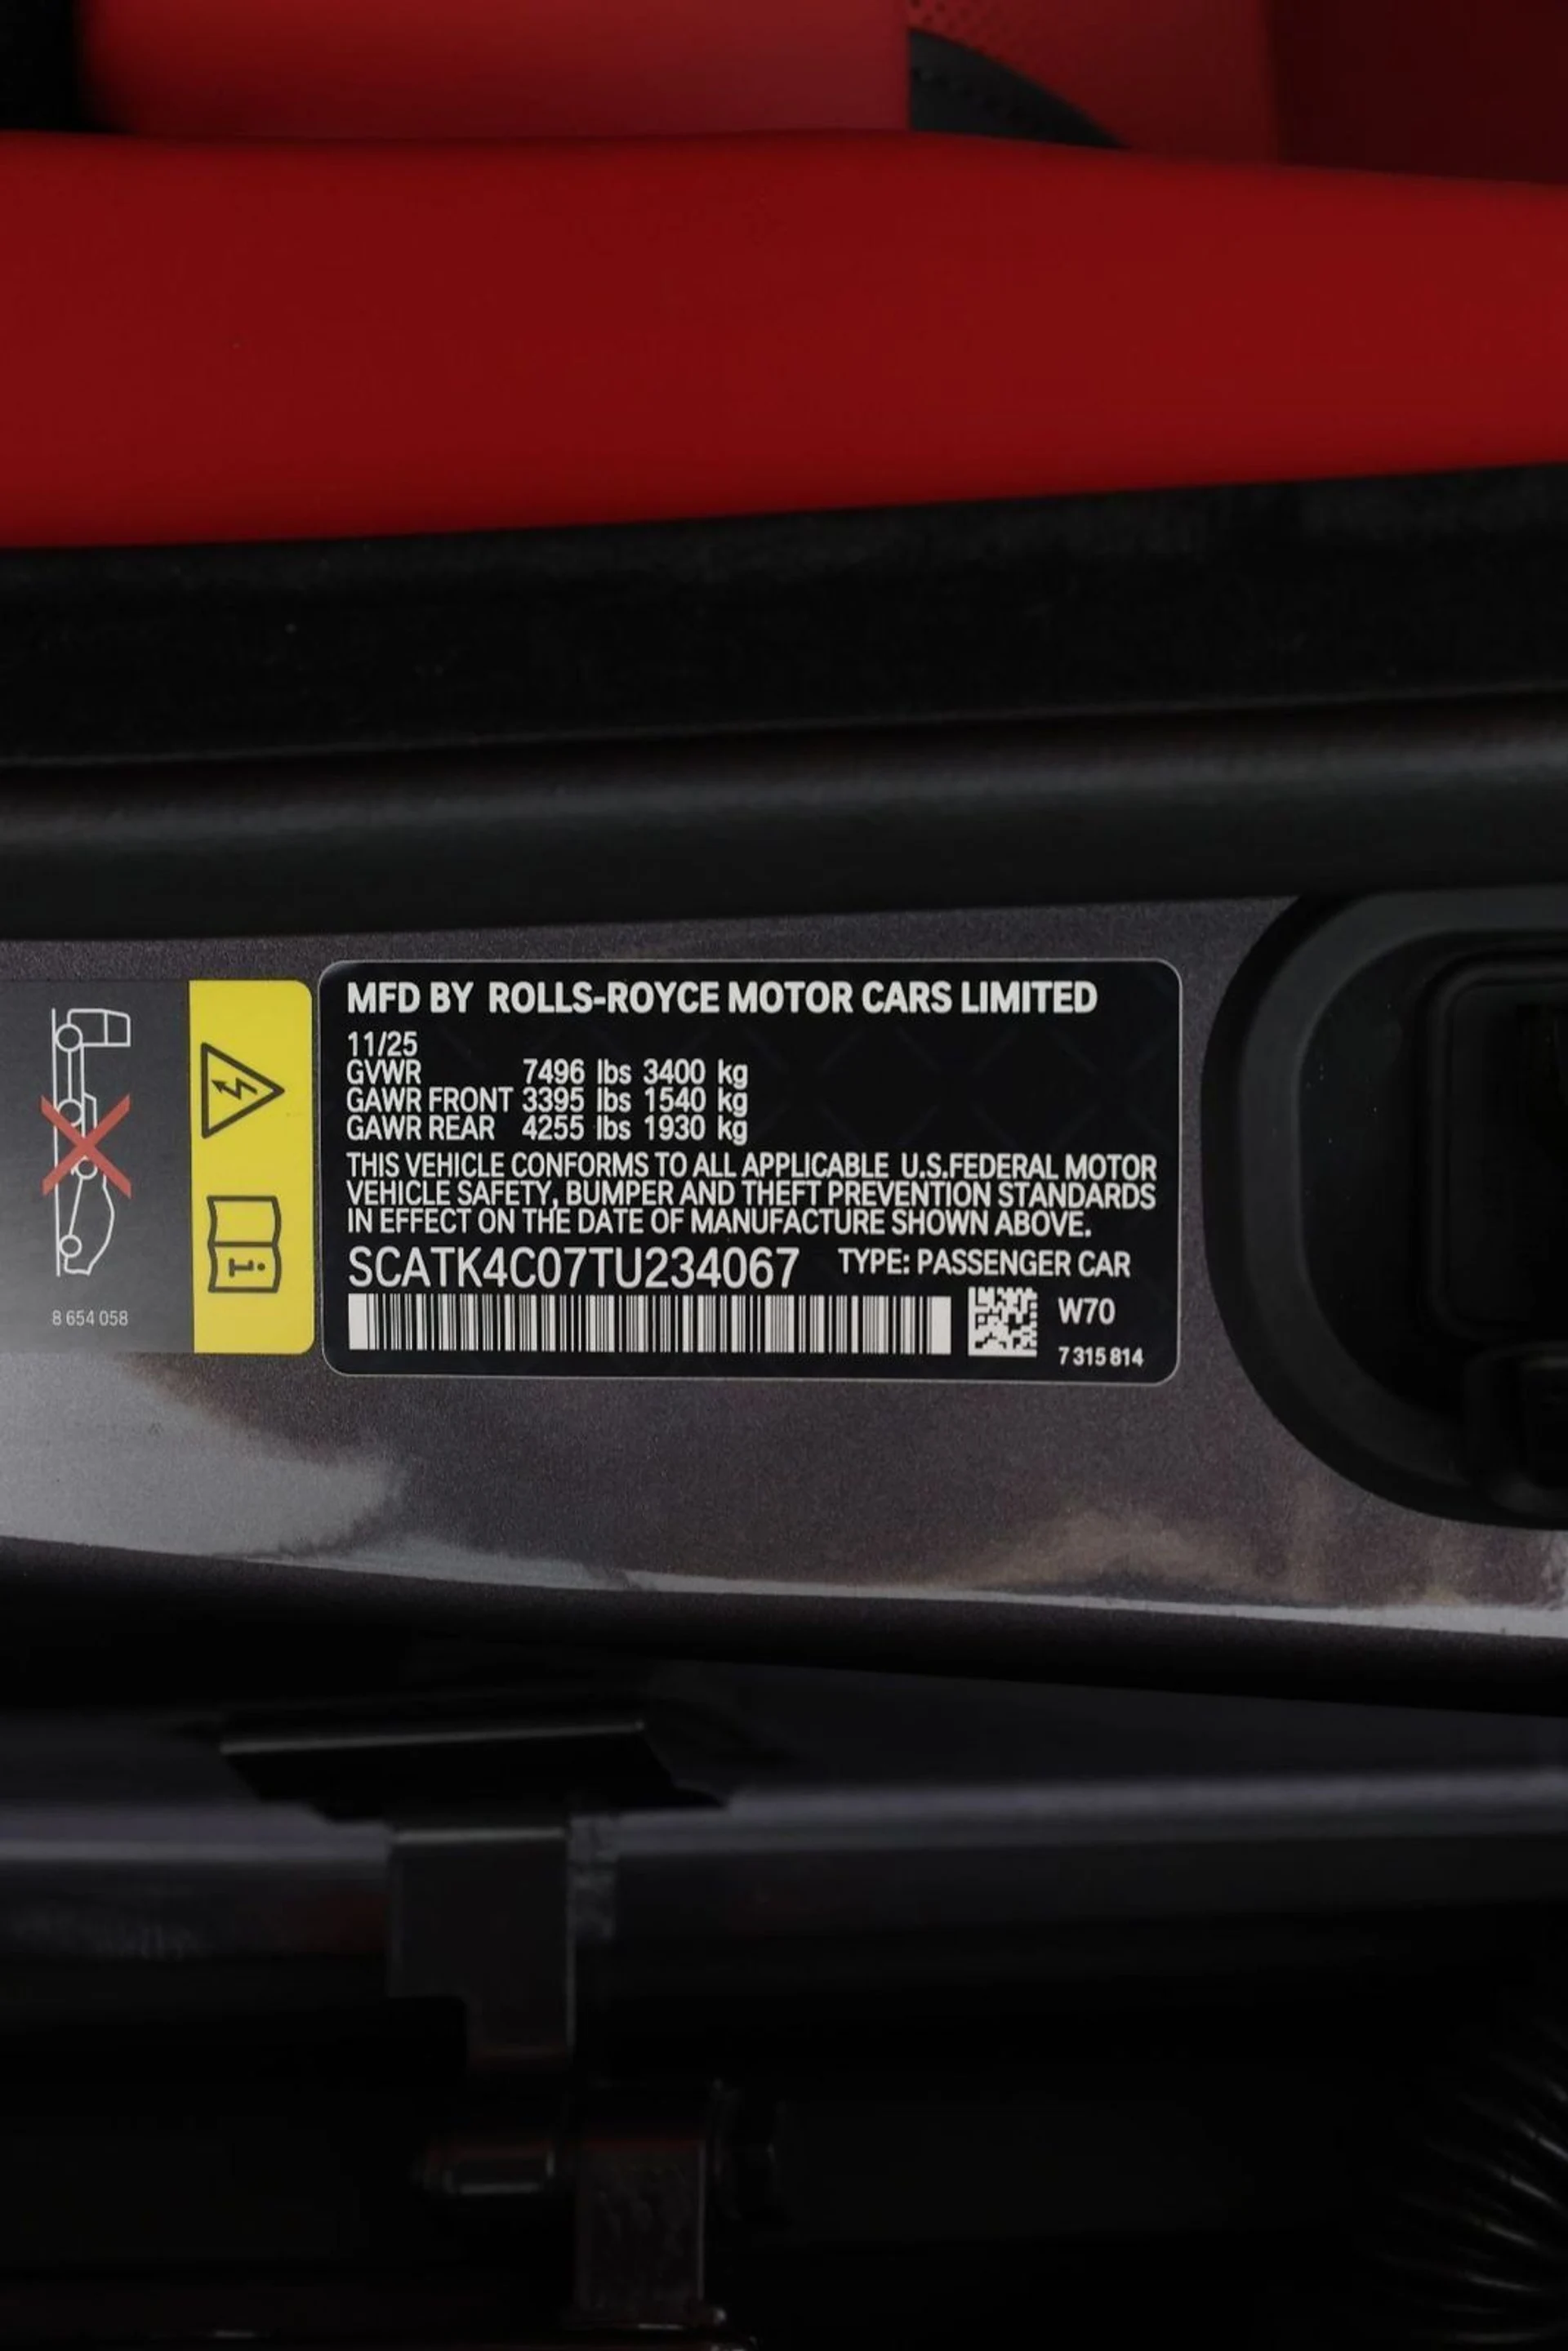 MFD BY ROLLS-ROYCE MOTOR CARS LIMITED
11/25
GVWR 7496 lbs 3400 kg
GAWR FRONT 3395 lbs 1540 kg
GAWR REAR 4255 lbs 1930 kg
THIS VEHICLE CONFORMS TO ALL APPLICABLE U.S.FEDERAL MOTOR
VEHICLE SAFETY, BUMPER AND THEFT PREVENTION STANDARDS
IN EFFECT ON THE DATE OF MANUFACTURE SHOWN ABOVE.
SCATK4C07TU234067 TYPE: PASSENGER CAR
W70
7 315 814
i
8 654 058